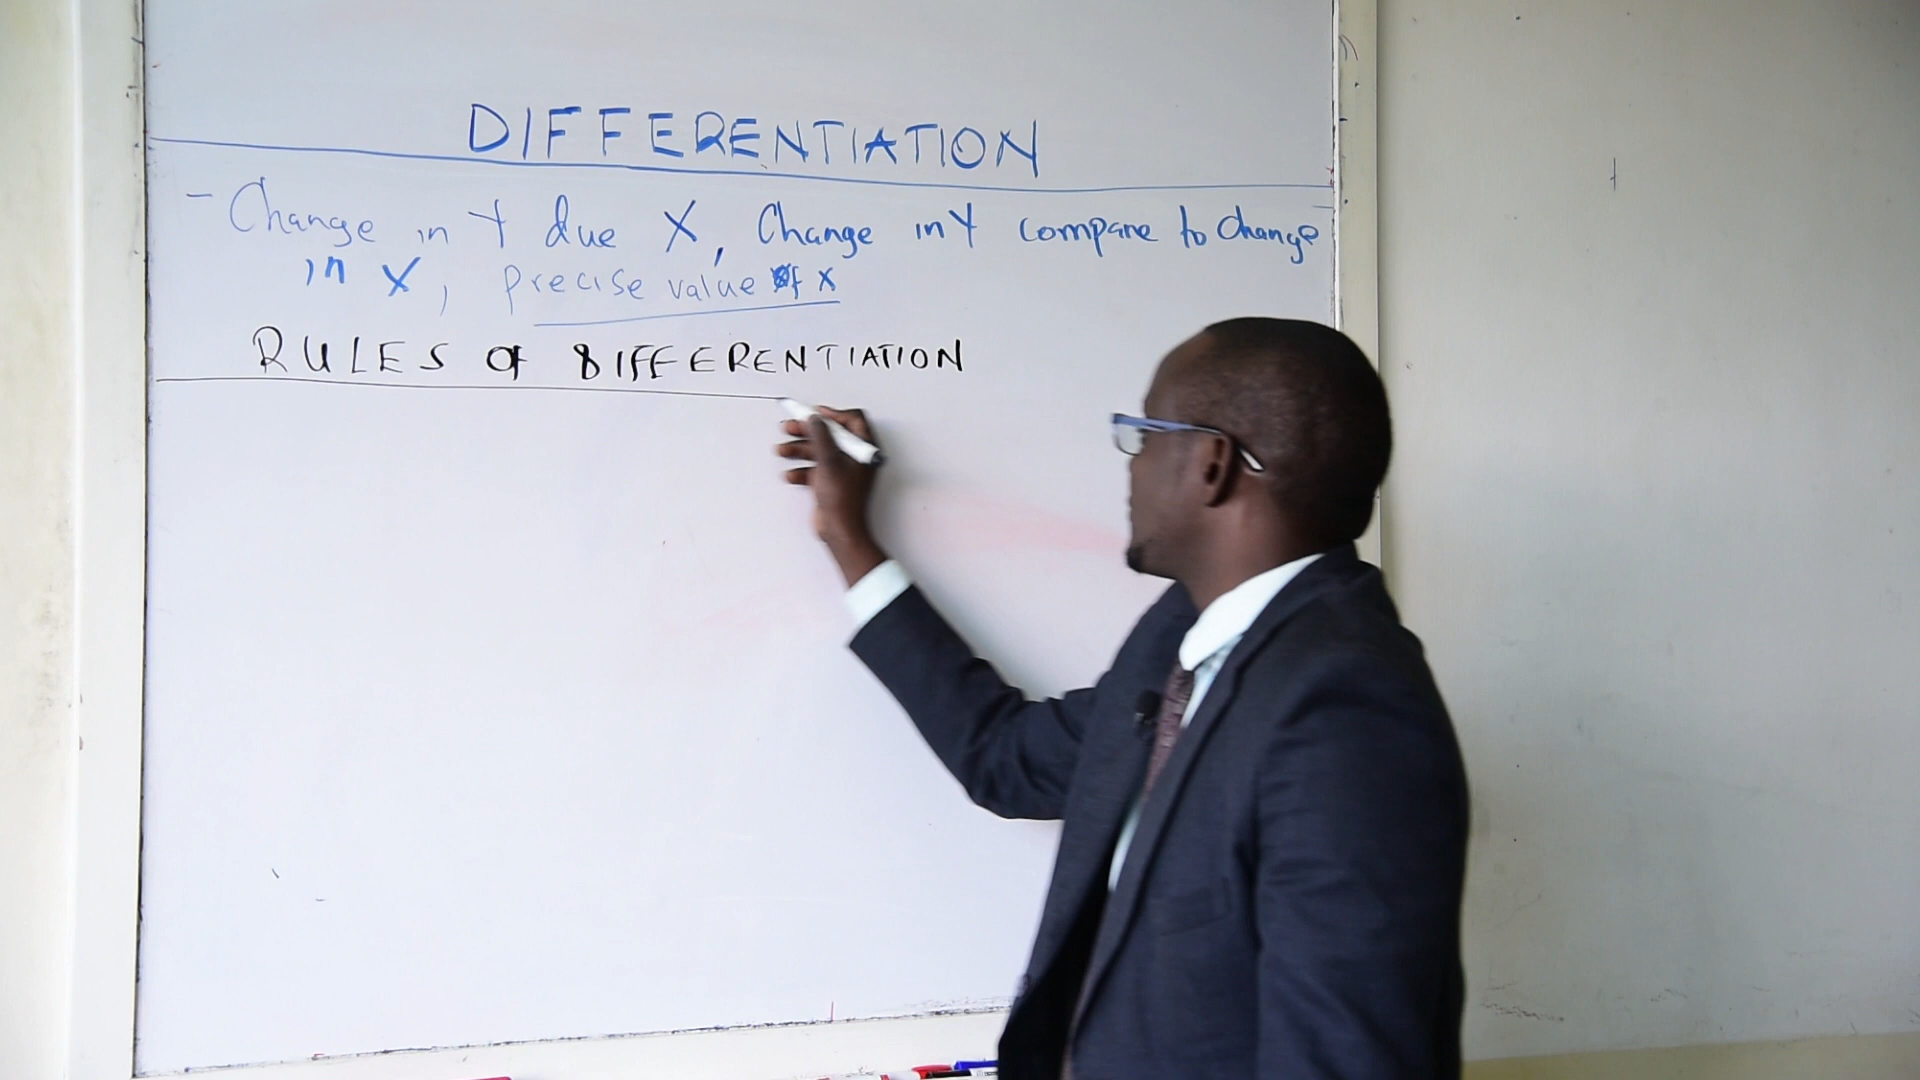 DIFFERENTIATION
- Change in Y due X, Change in Y compare to change
in X, precise value of x
RULES OF DIFFERENTIATION